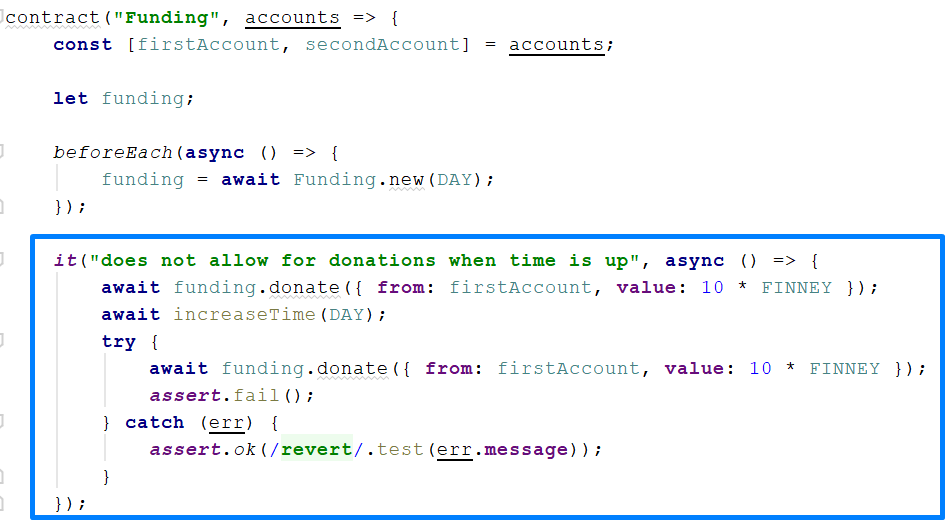 contract("Funding", accounts => {
const [firstAccount, secondAccount] = accounts;
let funding;
beforeEach(async () => {
funding = await Funding.new(DAY);
});
it("does not allow for donations when time is up", async () => {
await funding.donate({ from: firstAccount, value: 10 * FINNEY });
await increaseTime(DAY);
try {
await funding.donate({ from: firstAccount, value: 10 * FINNEY });
assert.fail();
} catch (err) {
assert.ok(/revert/.test(err.message));
}
});